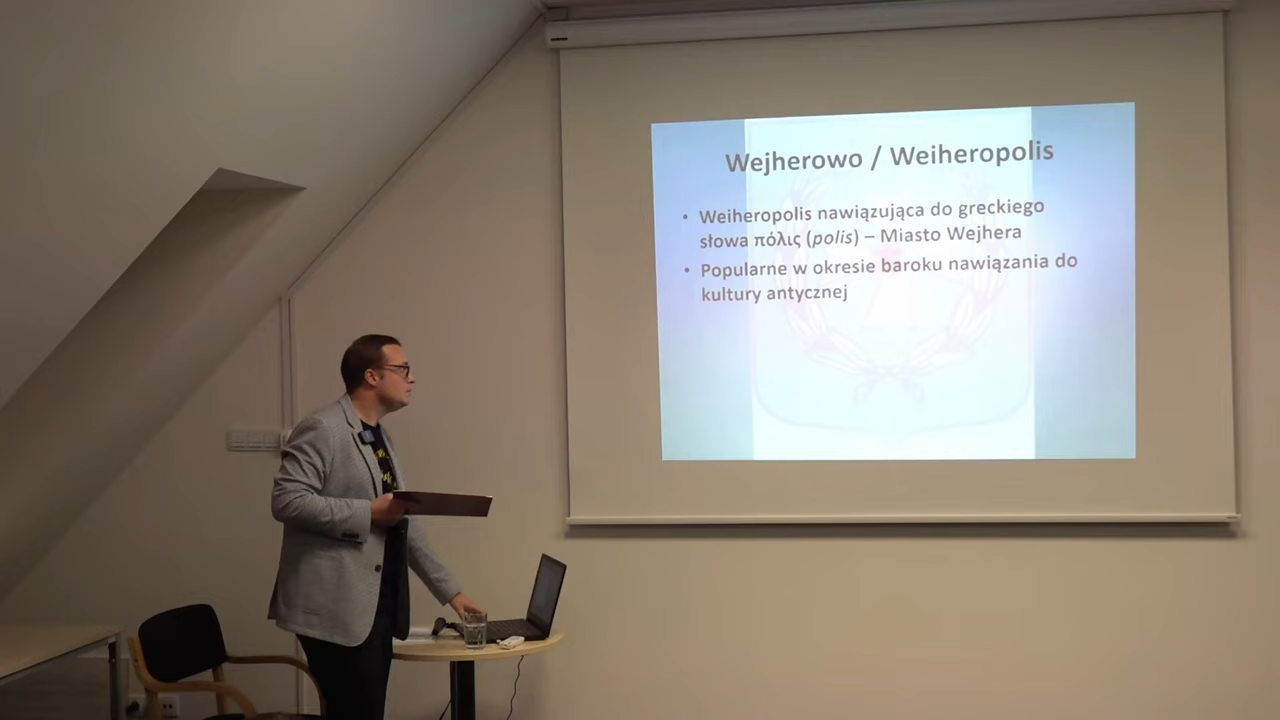 Wejherowo / Weiheropolis
• Weiheropolis nawiązująca do greckiego
słowa πόλις (polis) – Miasto Wejhera
• Popularne w okresie baroku nawiązania do
kultury antycznej